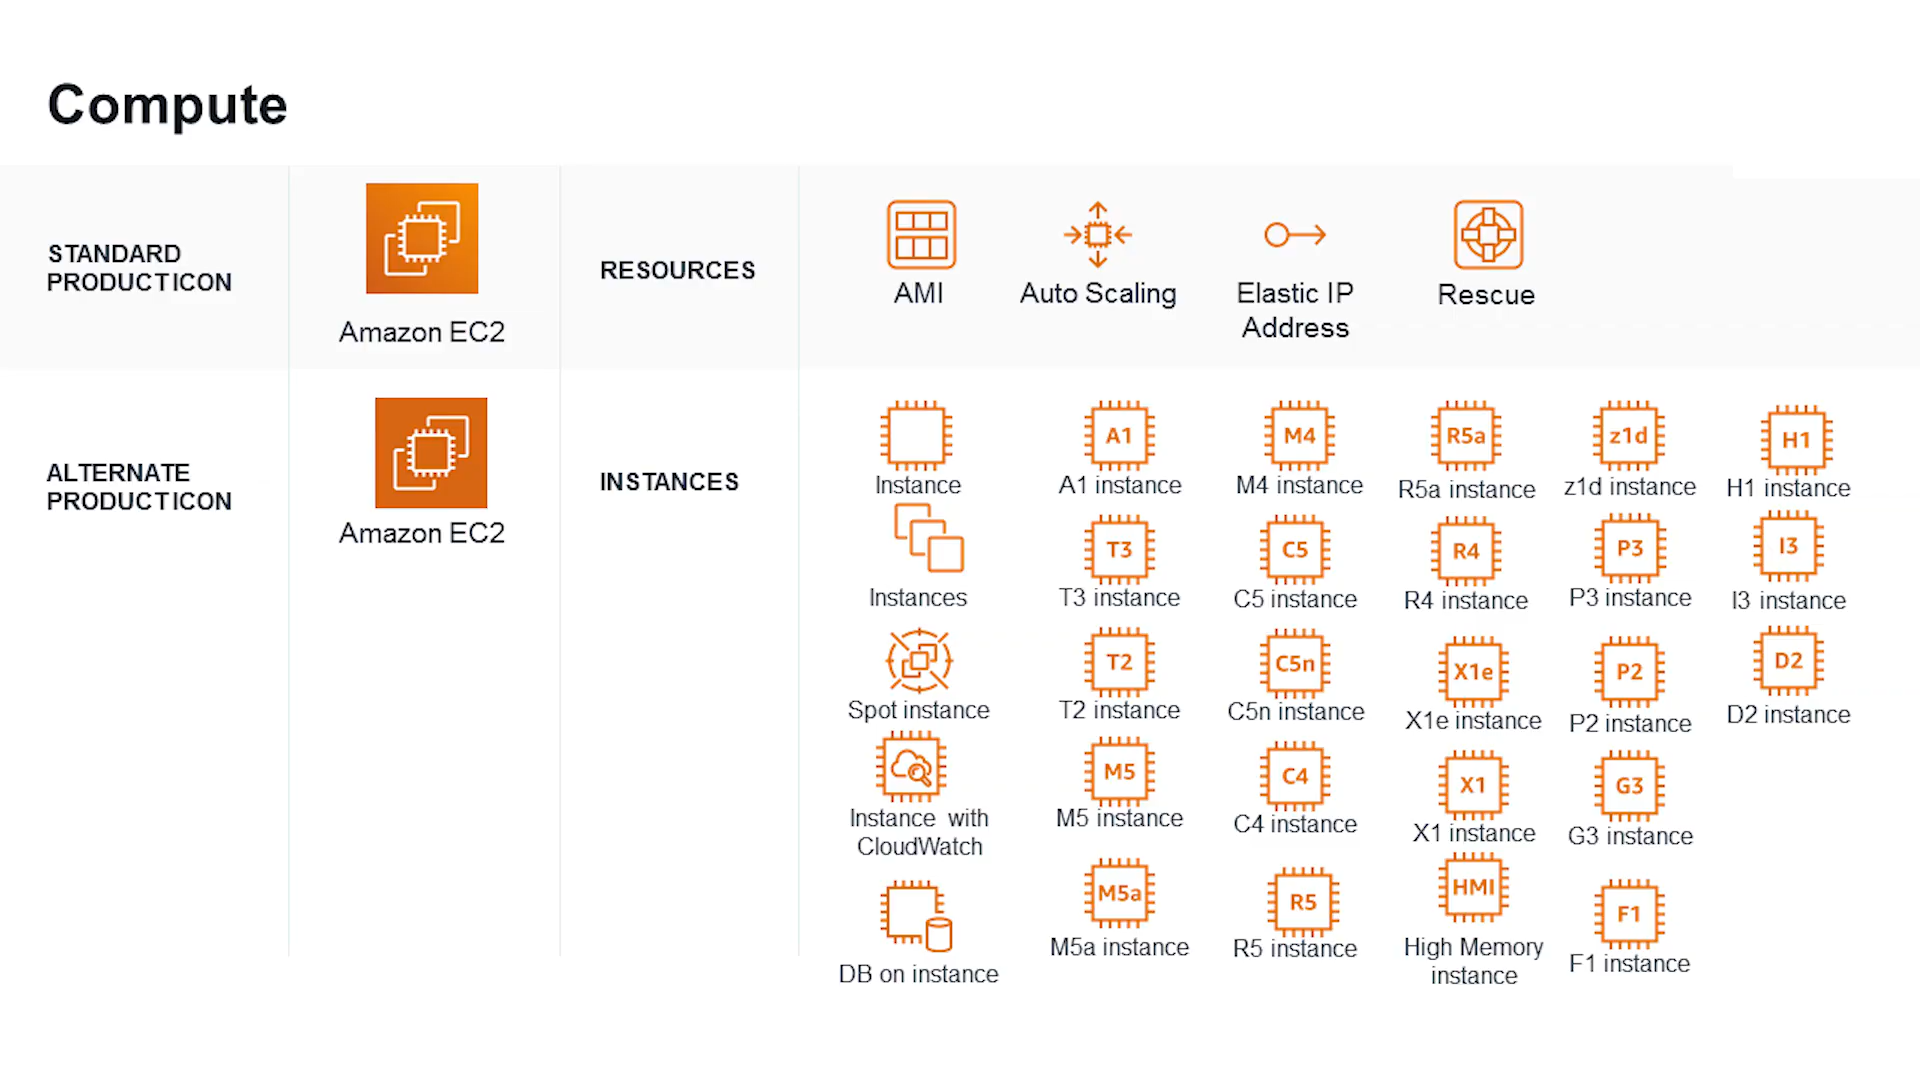 Compute
STANDARD
PRODUCT ICON
Amazon EC2
RESOURCES
AMI
Auto Scaling
Elastic IP
Address
Rescue
ALTERNATE
PRODUCT ICON
Amazon EC2
INSTANCES
Instance
A1
A1 instance
M4
M4 instance
R5a
R5a instance
z1d
z1d instance
H1
H1 instance
Instances
T3
T3 instance
C5
C5 instance
R4
R4 instance
P3
P3 instance
I3
I3 instance
Spot instance
T2
T2 instance
C5n
C5n instance
X1e
X1e instance
P2
P2 instance
D2
D2 instance
Instance with
CloudWatch
M5
M5 instance
C4
C4 instance
X1
X1 instance
G3
G3 instance
DB on instance
M5a
M5a instance
R5
R5 instance
HMI
High Memory
instance
F1
F1 instance